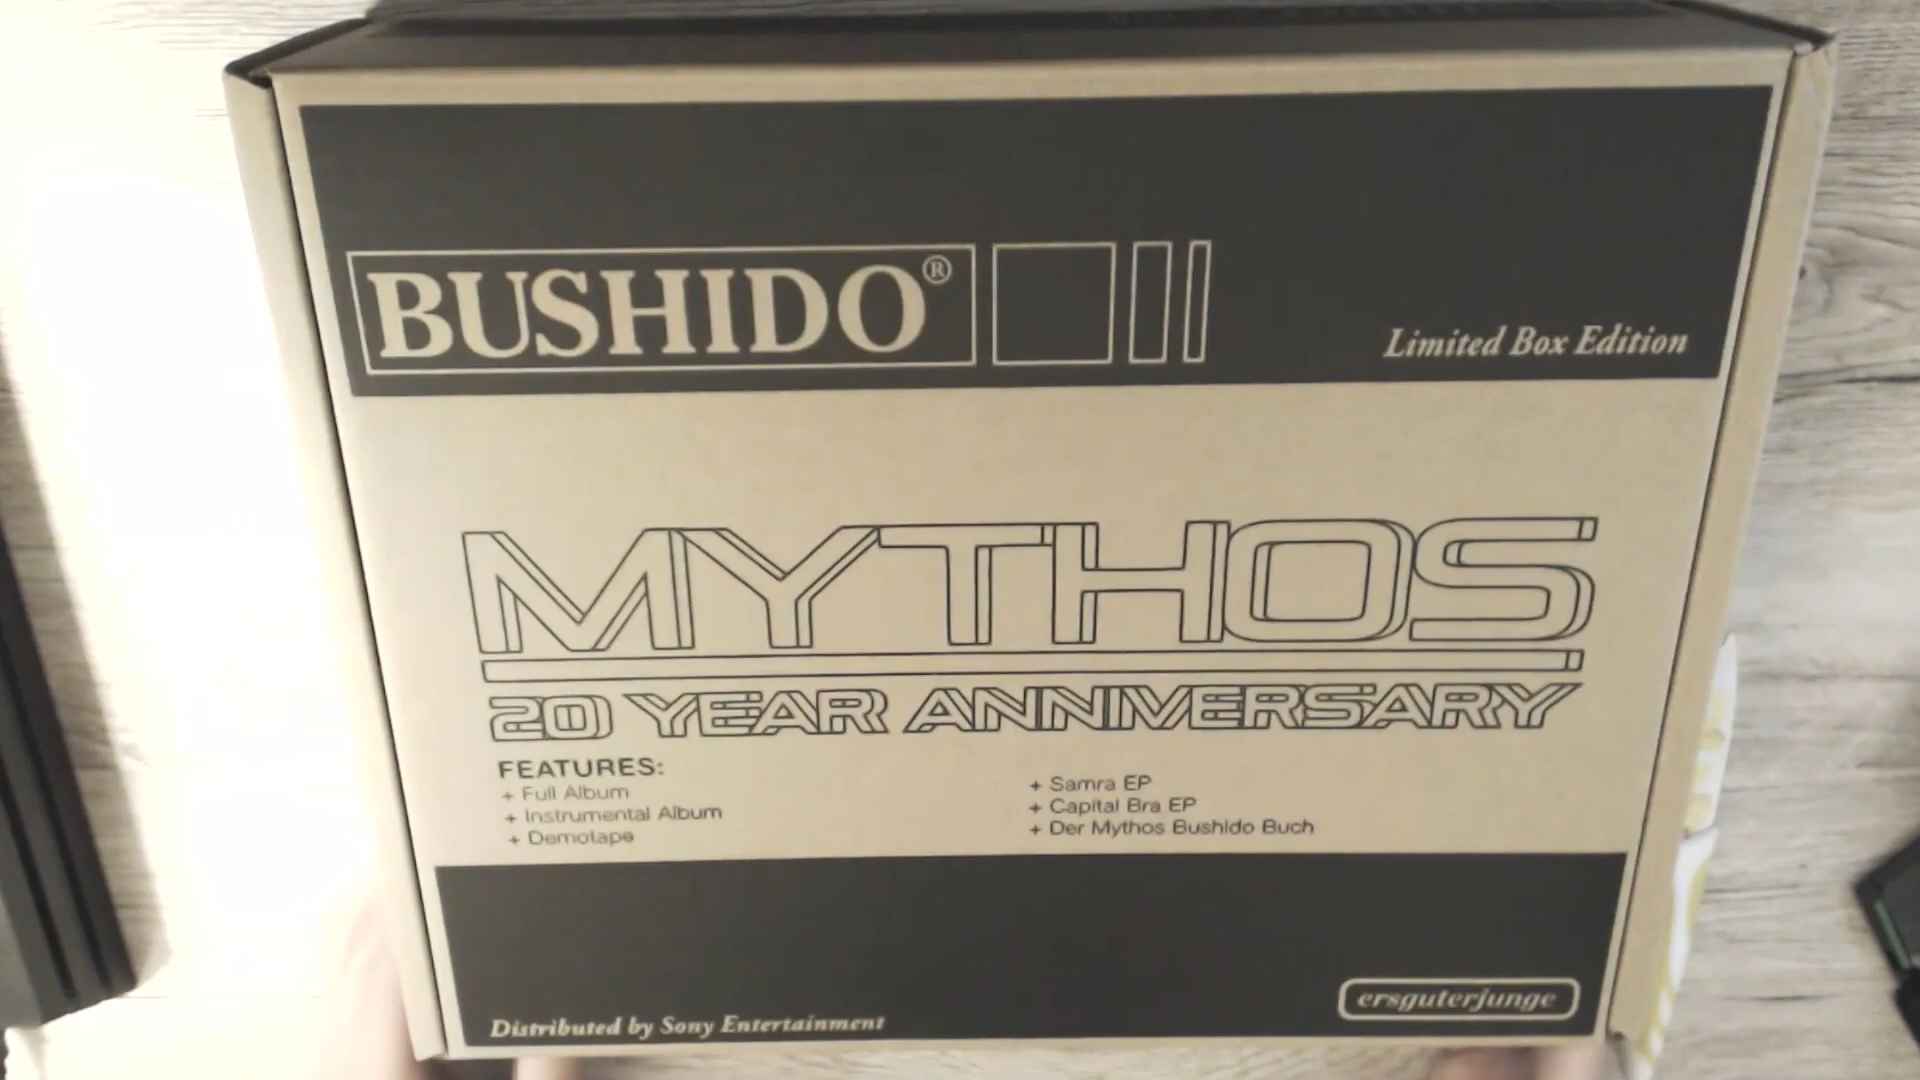 BUSHIDO®
Limited Box Edition
MYTHOS
20 YEAR ANNIVERSARY
FEATURES:
+ Full Album
+ Instrumental Album
+ Demotape
+ Samra EP
+ Capital Bra EP
+ Der Mythos Bushido Buch
Distributed by Sony Entertainment
ersguterjunge